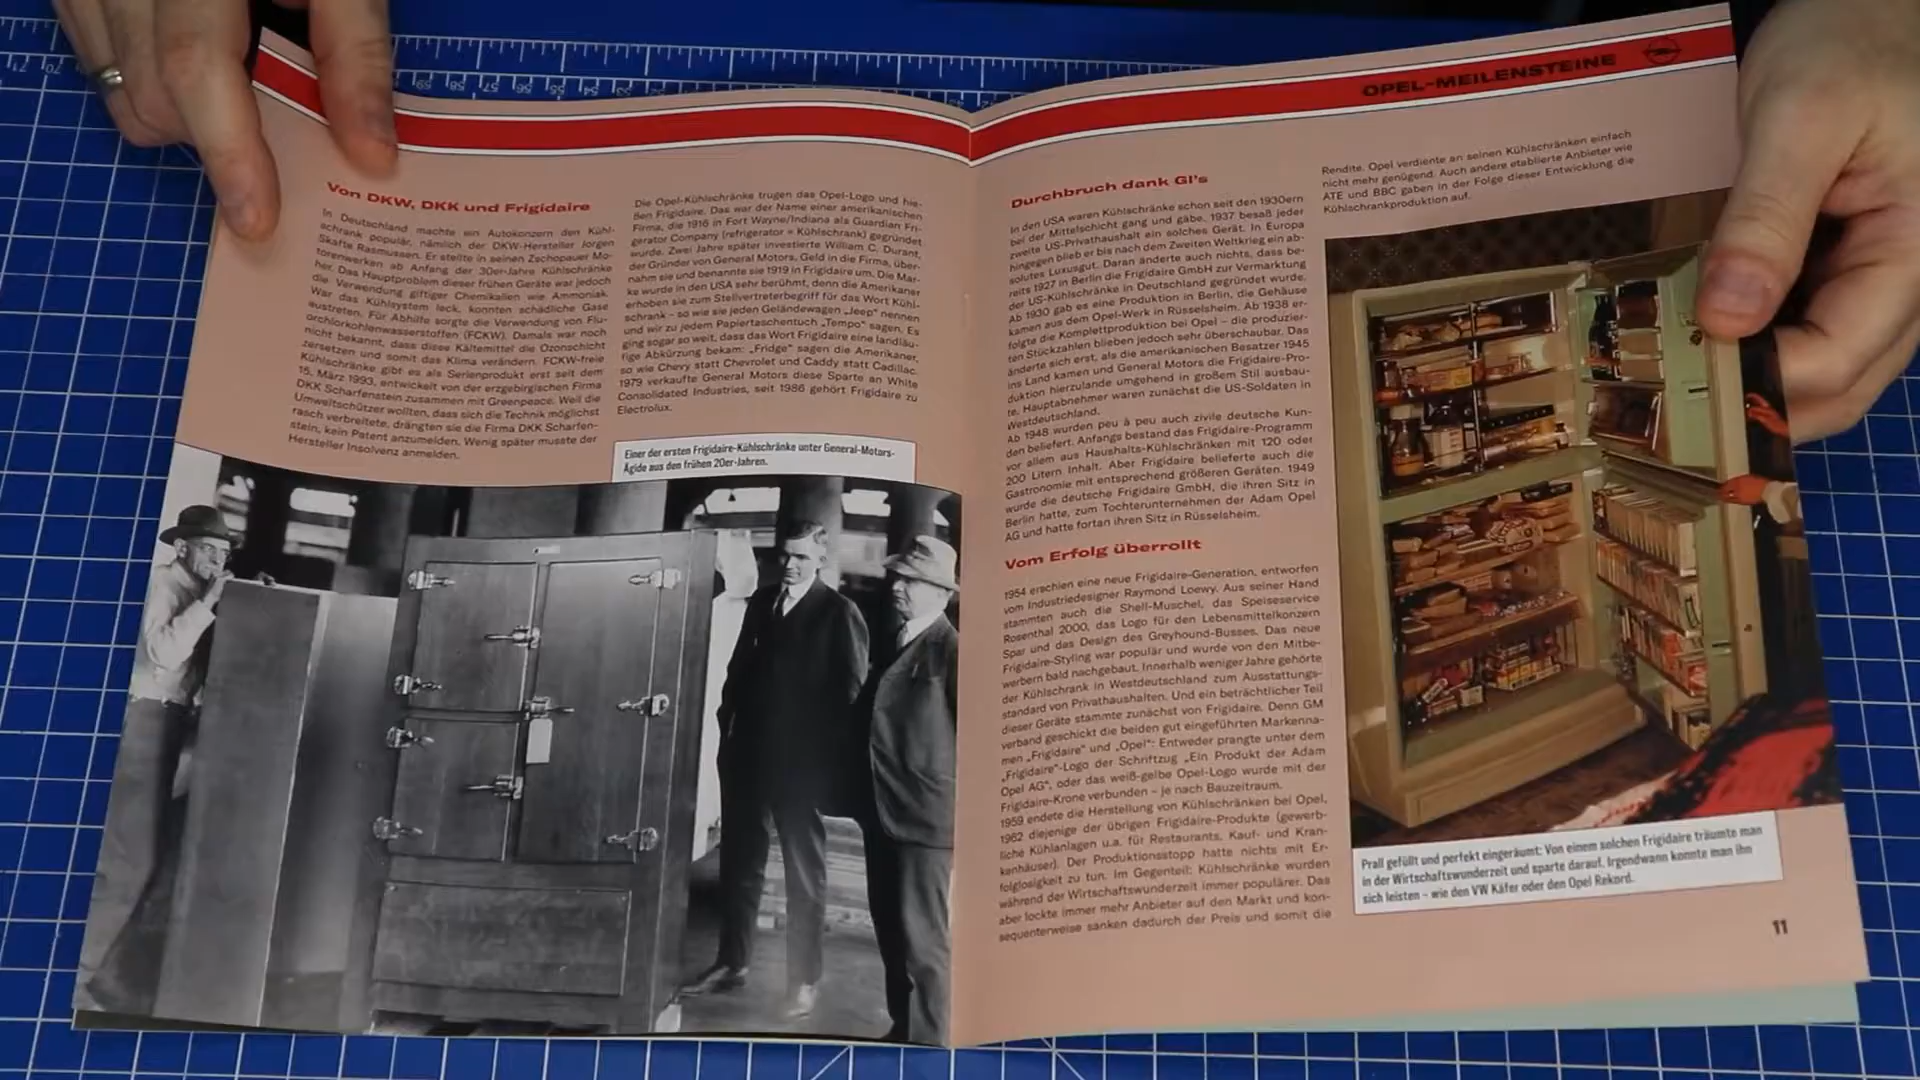 OPEL-MEILENSTEINE
Von DKW, DKK und Frigidaire
In Deutschland machte ein Autokonzern den Kühl-
schrank populär, nämlich der DKW-Hersteller Jörgen
Skafte Rasmussen. Er stellte in seinen Zschopauer Mo-
torenwerken ab Anfang der 30er-Jahre Kühlschränke
her. Das Hauptproblem dieser frühen Geräte war jedoch
die Verwendung giftiger Chemikalien wie Ammoniak.
War das Kühlsystem leck, konnten schädliche Gase
austreten. Für Abhilfe sorgte die Verwendung von Flu-
orchlorkohlenwasserstoffen (FCKW). Damals war noch
nicht bekannt, dass diese Kältemittel die Ozonschicht
zersetzen und somit das Klima verändern. FCKW-freie
Kühlschränke gibt es als Serienprodukt erst seit dem
15. März 1993, entwickelt von der erzgebirgischen Firma
DKK Scharfenstein zusammen mit Greenpeace. Weil die
Umweltschützer wollten, dass sich die Technik möglichst
rasch verbreitete, drängten sie die Firma DKK Scharfen-
stein, kein Patent anzumelden. Wenig später musste der
Hersteller Insolvenz anmelden.
Die Opel-Kühlschränke trugen das Opel-Logo und hie-
ßen Frigidaire. Das war der Name einer amerikanischen
Firma, die 1916 in Fort Wayne/Indiana als Guardian Fri-
gerator Company (refrigerator = Kühlschrank) gegründet
wurde. Zwei Jahre später investierte William C. Durant,
der Gründer von General Motors, Geld in die Firma, über-
nahm sie und benannte sie 1919 in Frigidaire um. Die Mar-
ke wurde in den USA sehr berühmt, denn die Amerikaner
erhoben sie zum Stellvertreterbegriff für das Wort Kühl-
schrank – so wie sie jeden Geländewagen „Jeep" nennen
und wir zu jedem Papiertaschentuch „Tempo" sagen. Es
ging sogar so weit, dass das Wort Frigidaire eine landläu-
fige Abkürzung bekam: „Fridge" sagen die Amerikaner,
so wie Chevy statt Chevrolet und Caddy statt Cadillac.
1979 verkaufte General Motors diese Sparte an White
Consolidated Industries, seit 1986 gehört Frigidaire zu
Electrolux.
Einer der ersten Frigidaire-Kühlschränke unter General-Motors-
Ägide aus den frühen 20er-Jahren.
Durchbruch dank GI's
In den USA waren Kühlschränke schon seit den 1930ern
bei der Mittelschicht gang und gäbe. 1937 besaß jeder
zweite US-Privathaushalt ein solches Gerät. In Europa
hingegen blieb er bis nach dem Zweiten Weltkrieg ein ab-
solutes Luxusgut. Daran änderte auch nichts, dass be-
reits 1927 in Berlin die Frigidaire GmbH zur Vermarktung
der US-Kühlschränke in Deutschland gegründet wurde.
Ab 1930 gab es eine Produktion in Berlin, die Gehäuse
kamen aus dem Opel-Werk in Rüsselsheim. Ab 1938 er-
folgte die Komplettproduktion bei Opel – die produzier-
ten Stückzahlen blieben jedoch sehr überschaubar. Das
änderte sich erst, als die amerikanischen Besatzer 1945
ins Land kamen und General Motors die Frigidaire-Pro-
duktion hierzulande umgehend in großem Stil ausbau-
te. Hauptabnehmer waren zunächst die US-Soldaten in
Westdeutschland.
Ab 1948 wurden peu à peu auch zivile deutsche Kun-
den beliefert. Anfangs bestand das Frigidaire-Programm
vor allem aus Haushalts-Kühlschränken mit 120 oder
200 Litern Inhalt. Aber Frigidaire belieferte auch die
Gastronomie mit entsprechend größeren Geräten. 1949
wurde die deutsche Frigidaire GmbH, die ihren Sitz in
Berlin hatte, zum Tochterunternehmen der Adam Opel
AG und hatte fortan ihren Sitz in Rüsselsheim.
Vom Erfolg überrollt
1954 erschien eine neue Frigidaire-Generation, entworfen
vom Industriedesigner Raymond Loewy. Aus seiner Hand
stammten auch die Shell-Muschel, das Speiseservice
Rosenthal 2000, das Logo für den Lebensmittelkonzern
Spar und das Design des Greyhound-Busses. Das neue
Frigidaire-Styling war populär und wurde von den Mitbe-
werbern bald nachgebaut. Innerhalb weniger Jahre gehörte
der Kühlschrank in Westdeutschland zum Ausstattungs-
standard von Privathaushalten. Und ein beträchtlicher Teil
dieser Geräte stammte zunächst von Frigidaire. Denn GM
verband geschickt die beiden gut eingeführten Markenna-
men „Frigidaire" und „Opel": Entweder prangte unter dem
„Frigidaire"-Logo der Schriftzug „Ein Produkt der Adam
Opel AG", oder das weiß-gelbe Opel-Logo wurde mit der
Frigidaire-Krone verbunden – je nach Bauzeitraum.
1959 endete die Herstellung von Kühlschränken bei Opel,
1962 diejenige der übrigen Frigidaire-Produkte (gewerb-
liche Kühlanlagen u.a. für Restaurants, Kauf- und Kran-
kenhäuser). Der Produktionsstopp hatte nichts mit Er-
folglosigkeit zu tun. Im Gegenteil: Kühlschränke wurden
während der Wirtschaftswunderzeit immer populärer. Das
aber lockte immer mehr Anbieter auf den Markt und kon-
sequenterweise sanken dadurch der Preis und somit die
Rendite. Opel verdiente an seinen Kühlschränken einfach
nicht mehr genügend. Auch andere etablierte Anbieter wie
ATE und BBC gaben in der Folge dieser Entwicklung die
Kühlschrankproduktion auf.
Prall gefüllt und perfekt eingeräumt: Von einem solchen Frigidaire träumte man
in der Wirtschaftswunderzeit und sparte darauf. Irgendwann konnte man ihn
sich leisten – wie den VW Käfer oder den Opel Rekord.
11